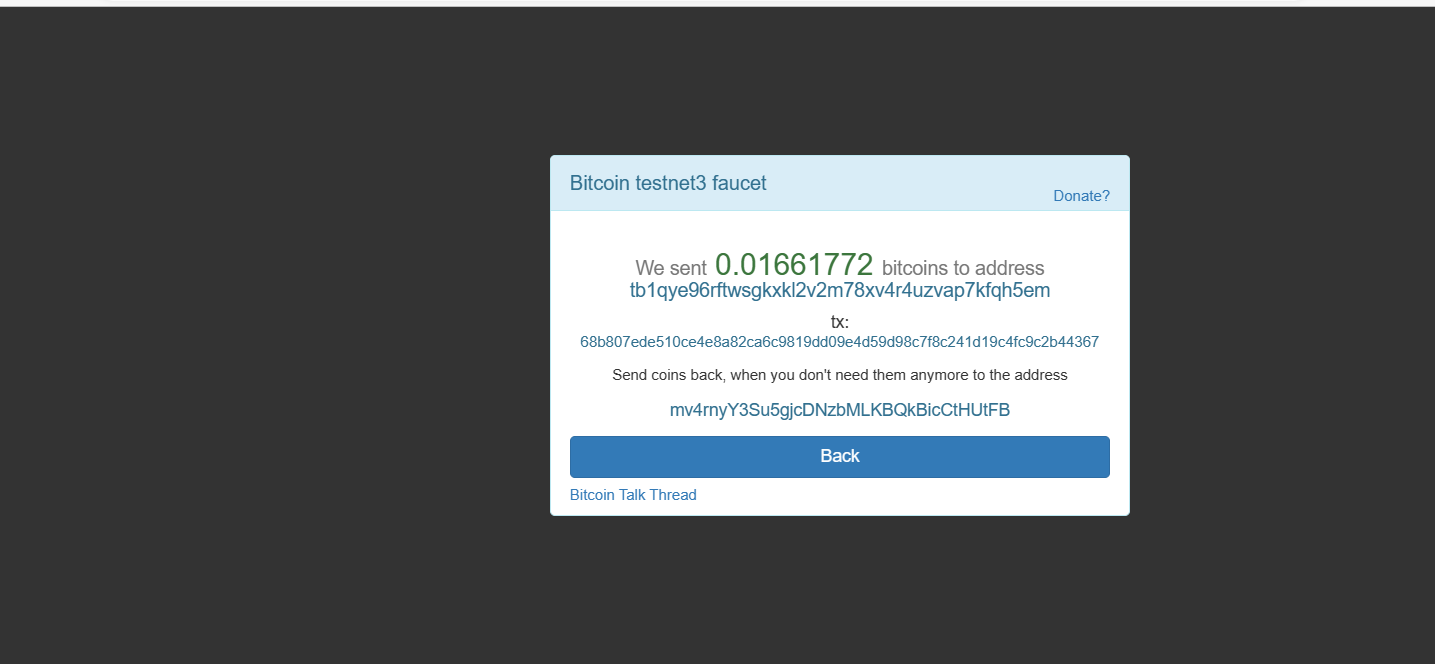 Bitcoin testnet3 faucet
Donate?
We sent 0.01661772 bitcoins to address
tb1qye96rftwsgkxkl2v2m78xv4r4uzvap7kfqh5em
tx:
68b807ede510ce4e8a82ca6c9819dd09e4d59d98c7f8c241d19c4fc9c2b44367
Send coins back, when you don't need them anymore to the address
mv4rnyY3Su5gjcDNzbMLKBQkBicCtHUtFB
Back
Bitcoin Talk Thread